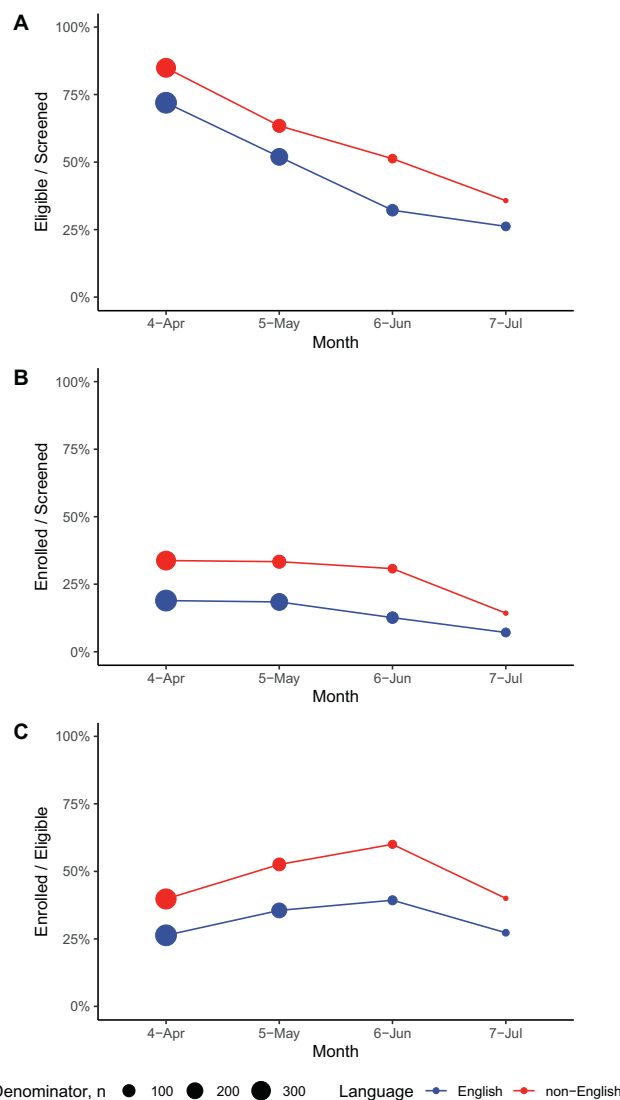 A
100%
75%
50%
25%
0%
Eligible / Screened
4−Apr 5−May 6−Jun 7−Jul
Month
B
100%
75%
50%
25%
0%
Enrolled / Screened
4−Apr 5−May 6−Jun 7−Jul
Month
C
100%
75%
50%
25%
0%
Enrolled / Eligible
4−Apr 5−May 6−Jun 7−Jul
Month
Denominator, n 100 200 300 Language English non−English